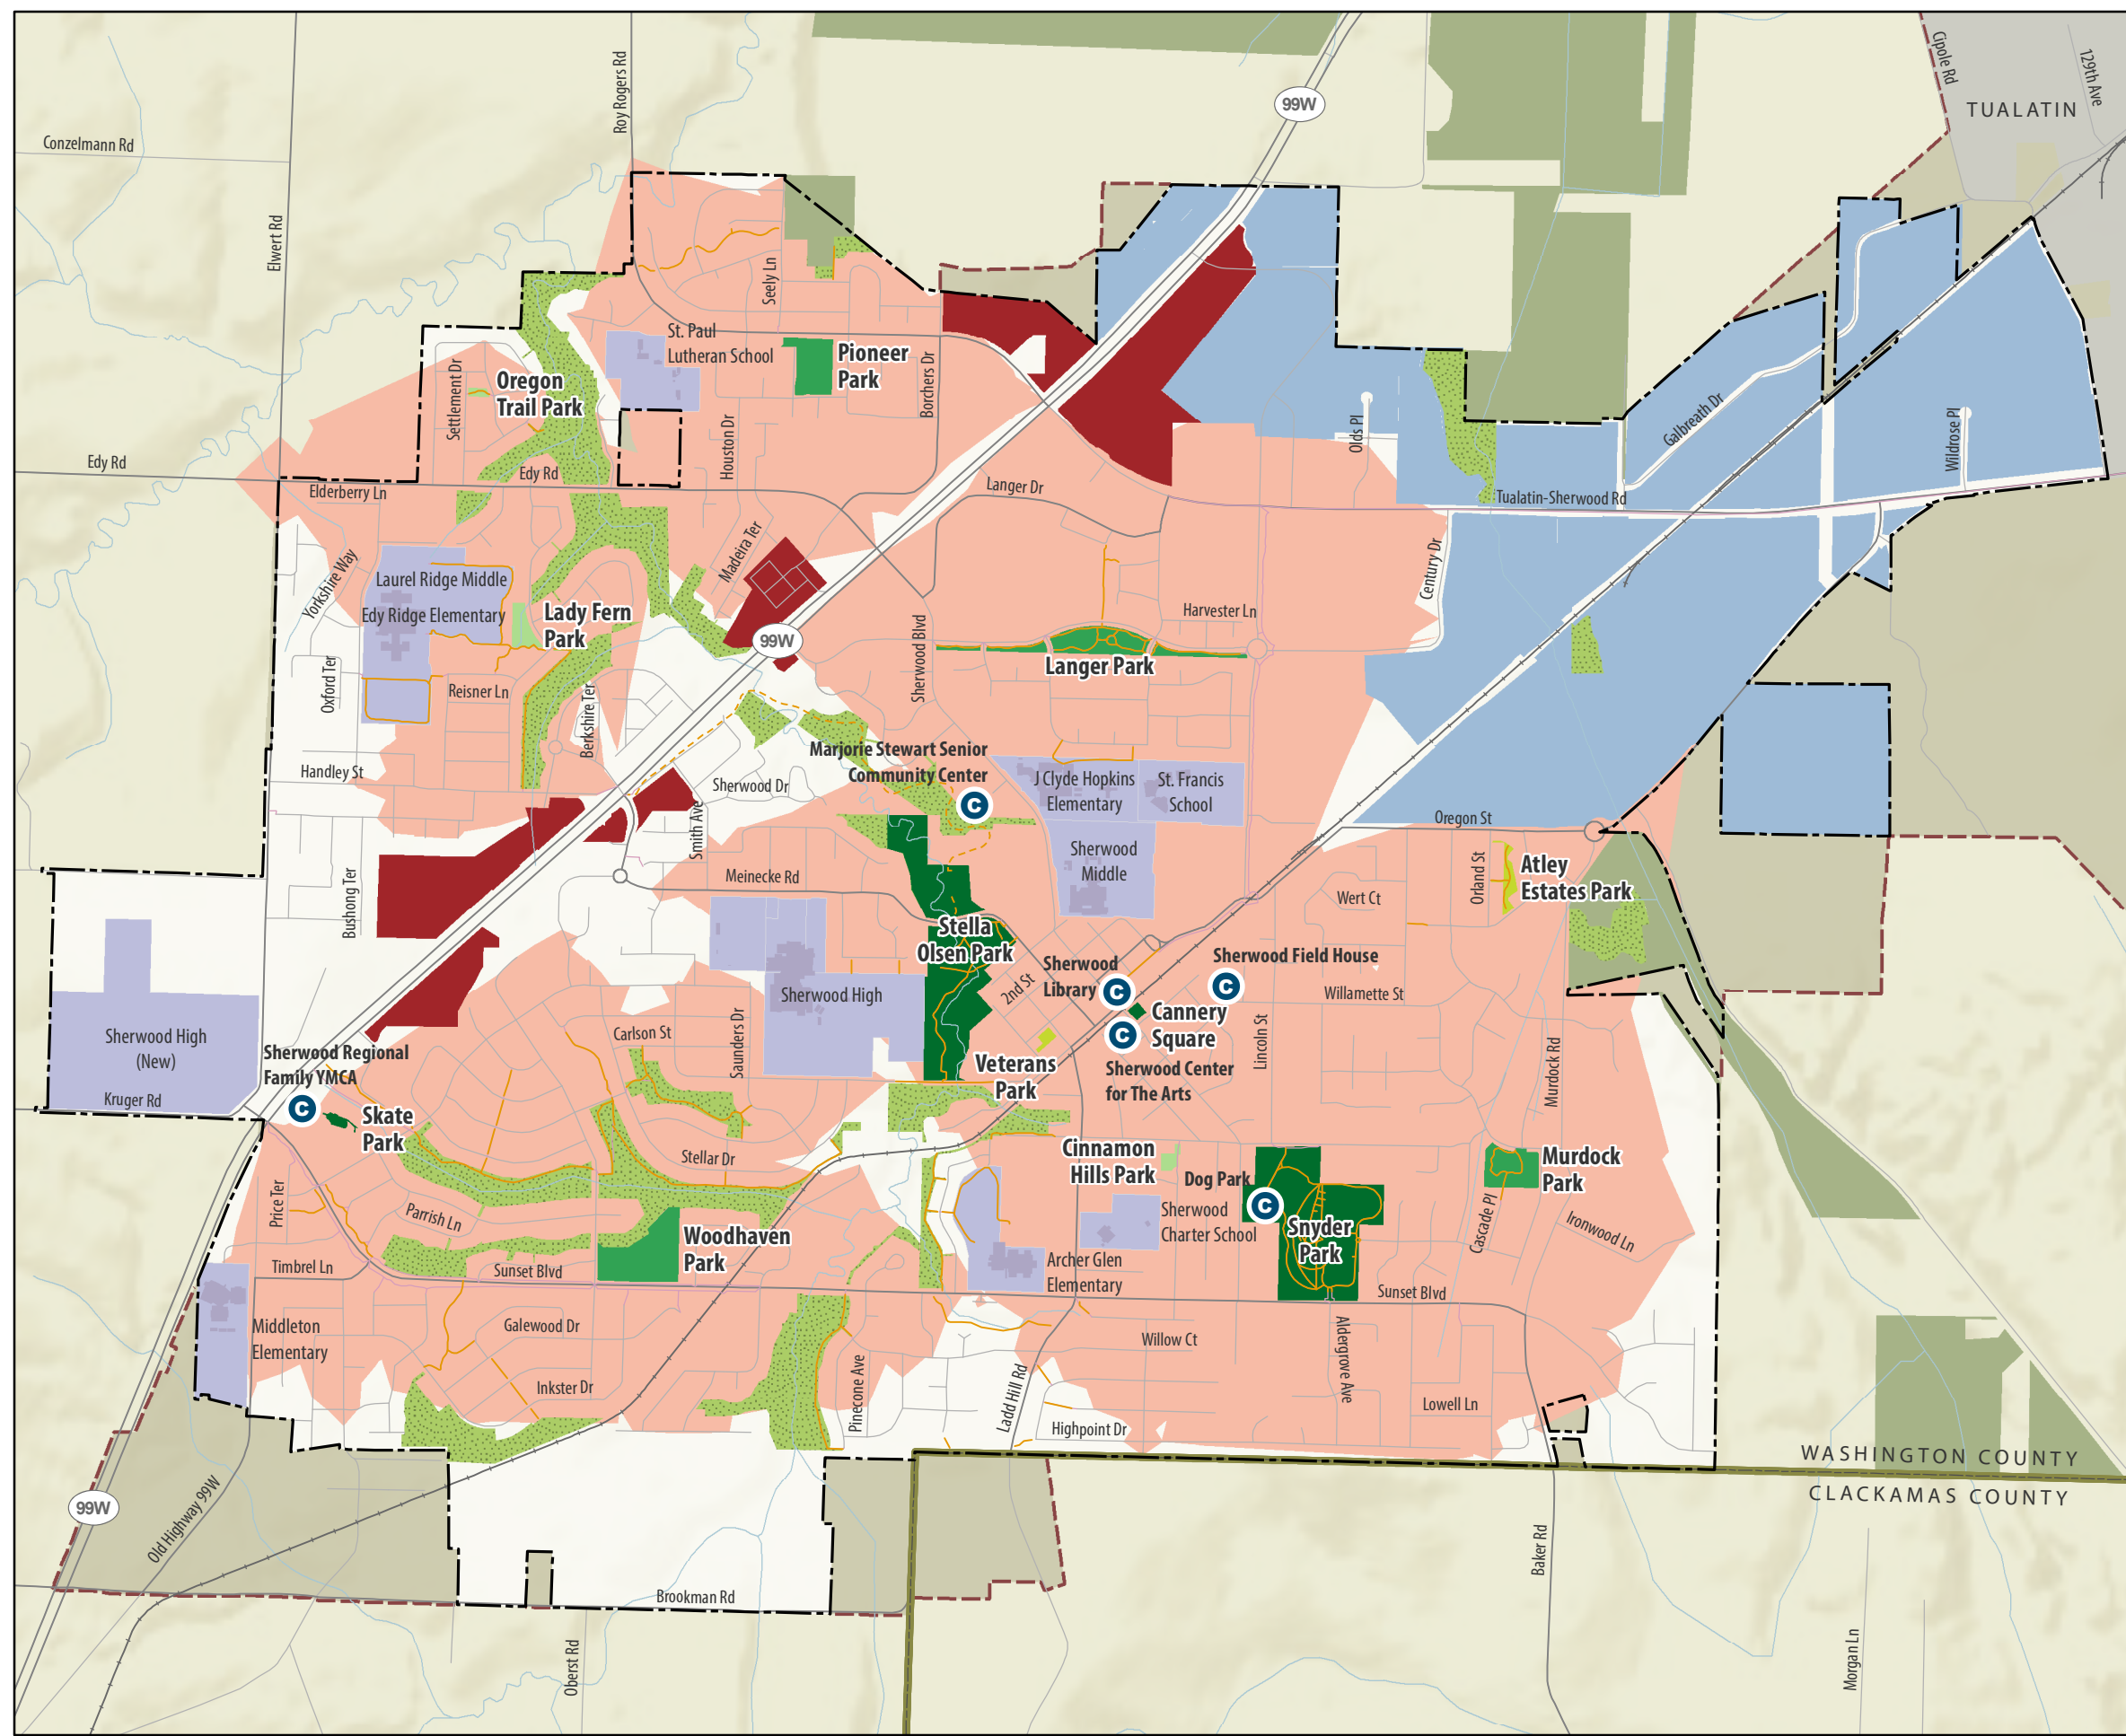 Cipole Rd
129th Ave
TUALATIN
99W
Roy Rogers Rd
Conzelmann Rd
Elwert Rd
Seely Ln
St. Paul
Lutheran School
Pioneer
Park
Borchers Dr
Settlement Dr
Oregon
Trail Park
Houston Dr
Olds Pl
Galbreath Dr
Wildrose Pl
Edy Rd
Edy Rd
Elderberry Ln
Langer Dr
Tualatin-Sherwood Rd
Madeira Ter
Century Dr
Yorkshire Way
Laurel Ridge Middle
Edy Ridge Elementary
Lady Fern
Park
99W
Harvester Ln
Sherwood Blvd
Langer Park
Oxford Ter
Reisner Ln
Berkshire Ter
Marjorie Stewart Senior
Community Center
C
Handley St
Sherwood Dr
J Clyde Hopkins
Elementary
St. Francis
School
Smith Ave
Oregon St
Sherwood
Middle
Meinecke Rd
Orland St
Atley
Estates Park
Bushong Ter
Wert Ct
Stella
Olsen Park
Sherwood
Library
C
Sherwood Field House
C
2nd St
Sherwood High
Willamette St
Cannery
Square
C
Sherwood High
(New)
Carlson St
Saunders Dr
Lincoln St
Murdock Rd
Sherwood Regional
Family YMCA
C
Veterans
Park
Sherwood Center
for The Arts
Kruger Rd
Skate
Park
Stellar Dr
Cinnamon
Hills Park
Dog Park
C
Murdock
Park
Price Ter
Parrish Ln
Sherwood
Charter School
Snyder
Park
Cascade Pl
Ironwood Ln
Woodhaven
Park
Timbrel Ln
Sunset Blvd
Archer Glen
Elementary
Sunset Blvd
Middleton
Elementary
Galewood Dr
Willow Ct
Aldergrove Ave
Inkster Dr
Pinecone Ave
Ladd Hill Rd
Lowell Ln
Highpoint Dr
WASHINGTON COUNTY
CLACKAMAS COUNTY
99W
Old Highway 99W
Baker Rd
Brookman Rd
Oberst Rd
Morgan Ln